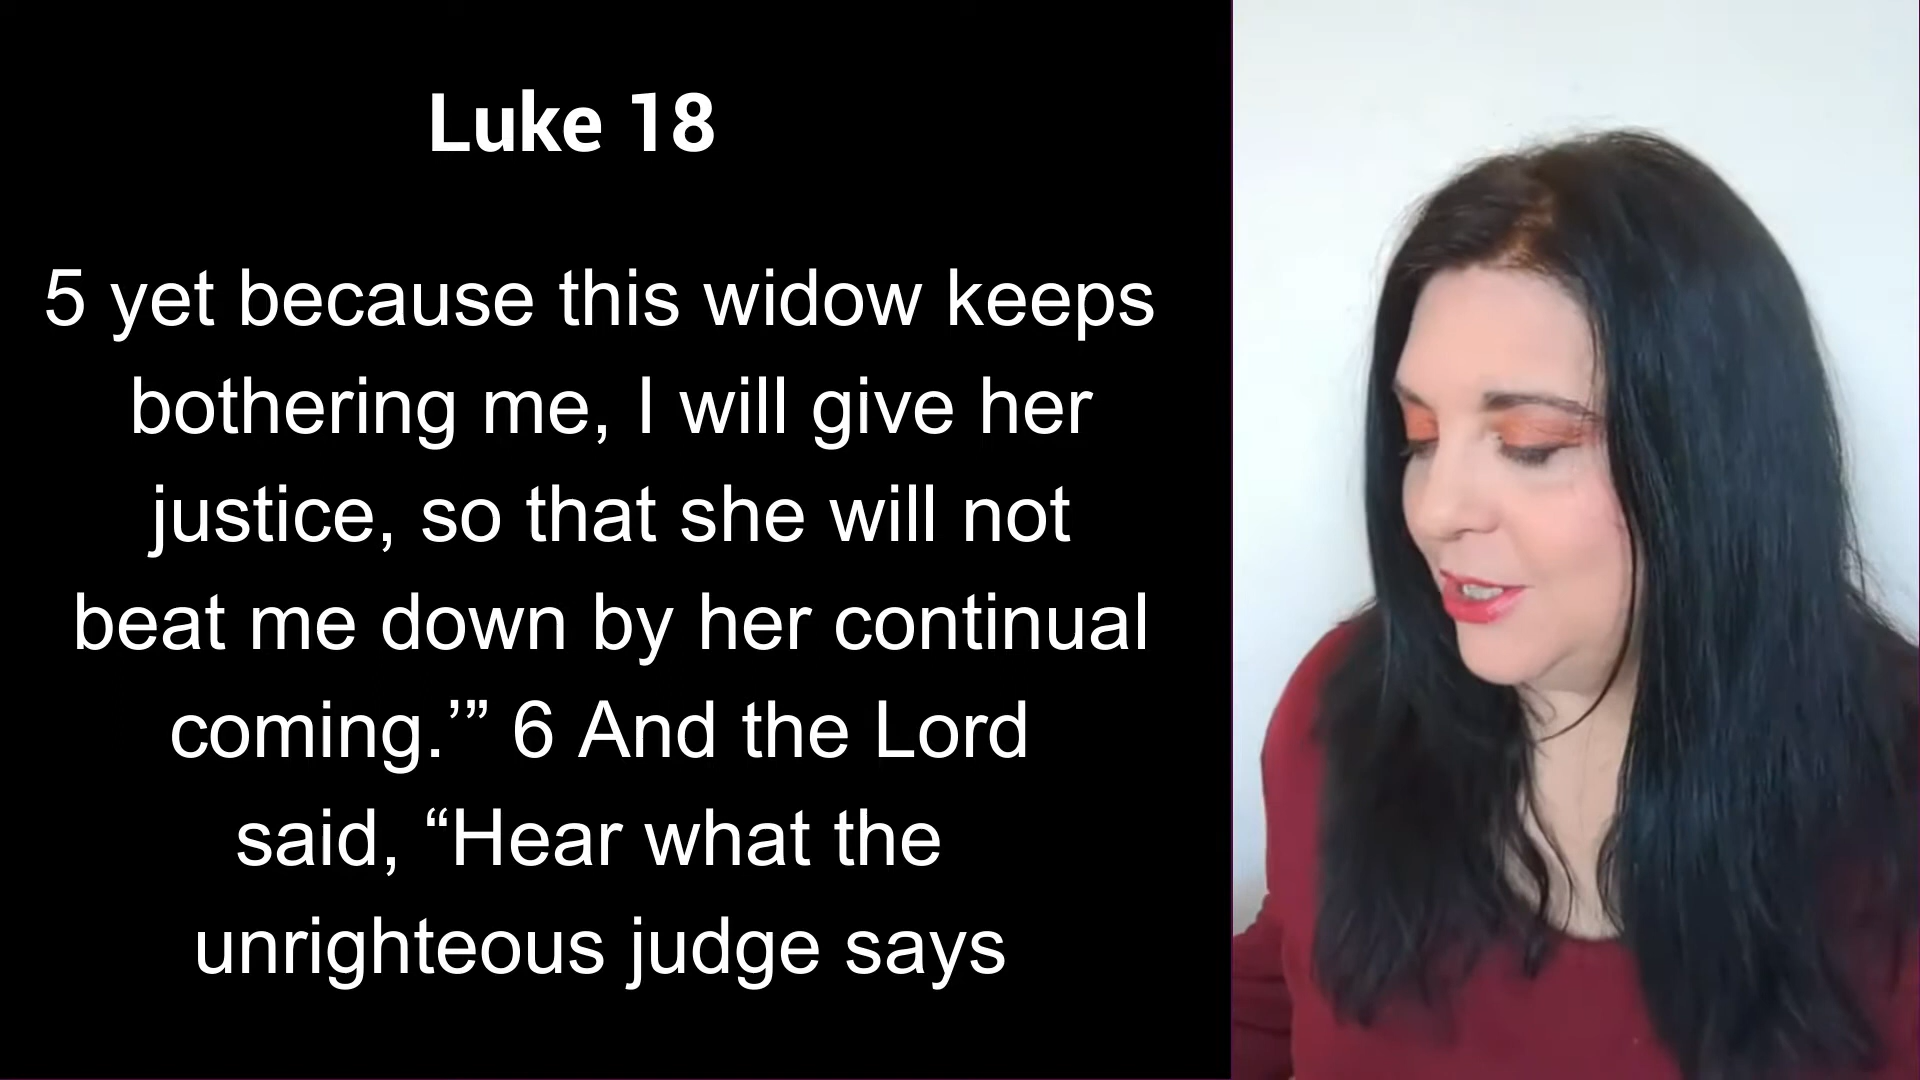 Luke 18
5 yet because this widow keeps
bothering me, I will give her
justice, so that she will not
beat me down by her continual
coming.’” 6 And the Lord
said, “Hear what the
unrighteous judge says